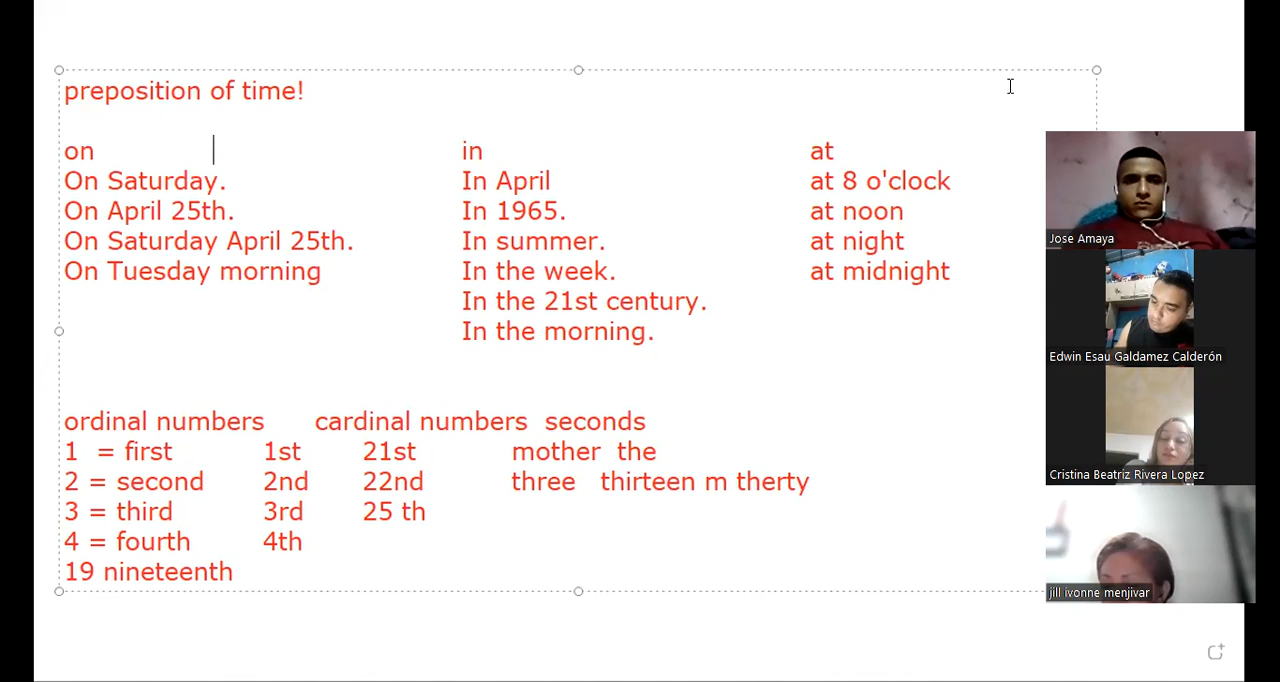 preposition of time!
on in at
On Saturday. In April at 8 o'clock
On April 25th. In 1965. at noon
On Saturday April 25th. In summer. at night
On Tuesday morning In the week. at midnight
In the 21st century.
In the morning.
ordinal numbers cardinal numbers seconds
1 = first 1st 21st mother the
2 = second 2nd 22nd three thirteen m therty
3 = third 3rd 25 th
4 = fourth 4th
19 nineteenth
Jose Amaya
Edwin Esau Galdamez Calderón
Cristina Beatriz Rivera Lopez
jill ivonne menjivar